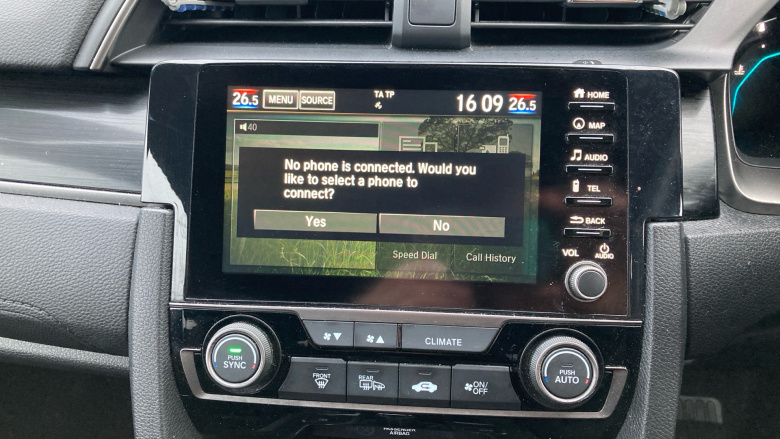 26.5 MENU SOURCE TA TP 16 09 26.5
HOME
MAP
AUDIO
TEL
BACK
VOL AUDIO
40
No phone is connected. Would you
like to select a phone to
connect?
Yes No
Speed Dial Call History
CLIMATE
PUSH
SYNC
FRONT
REAR
ON/
OFF
PUSH
AUTO
PASSENGER
AIRBAG